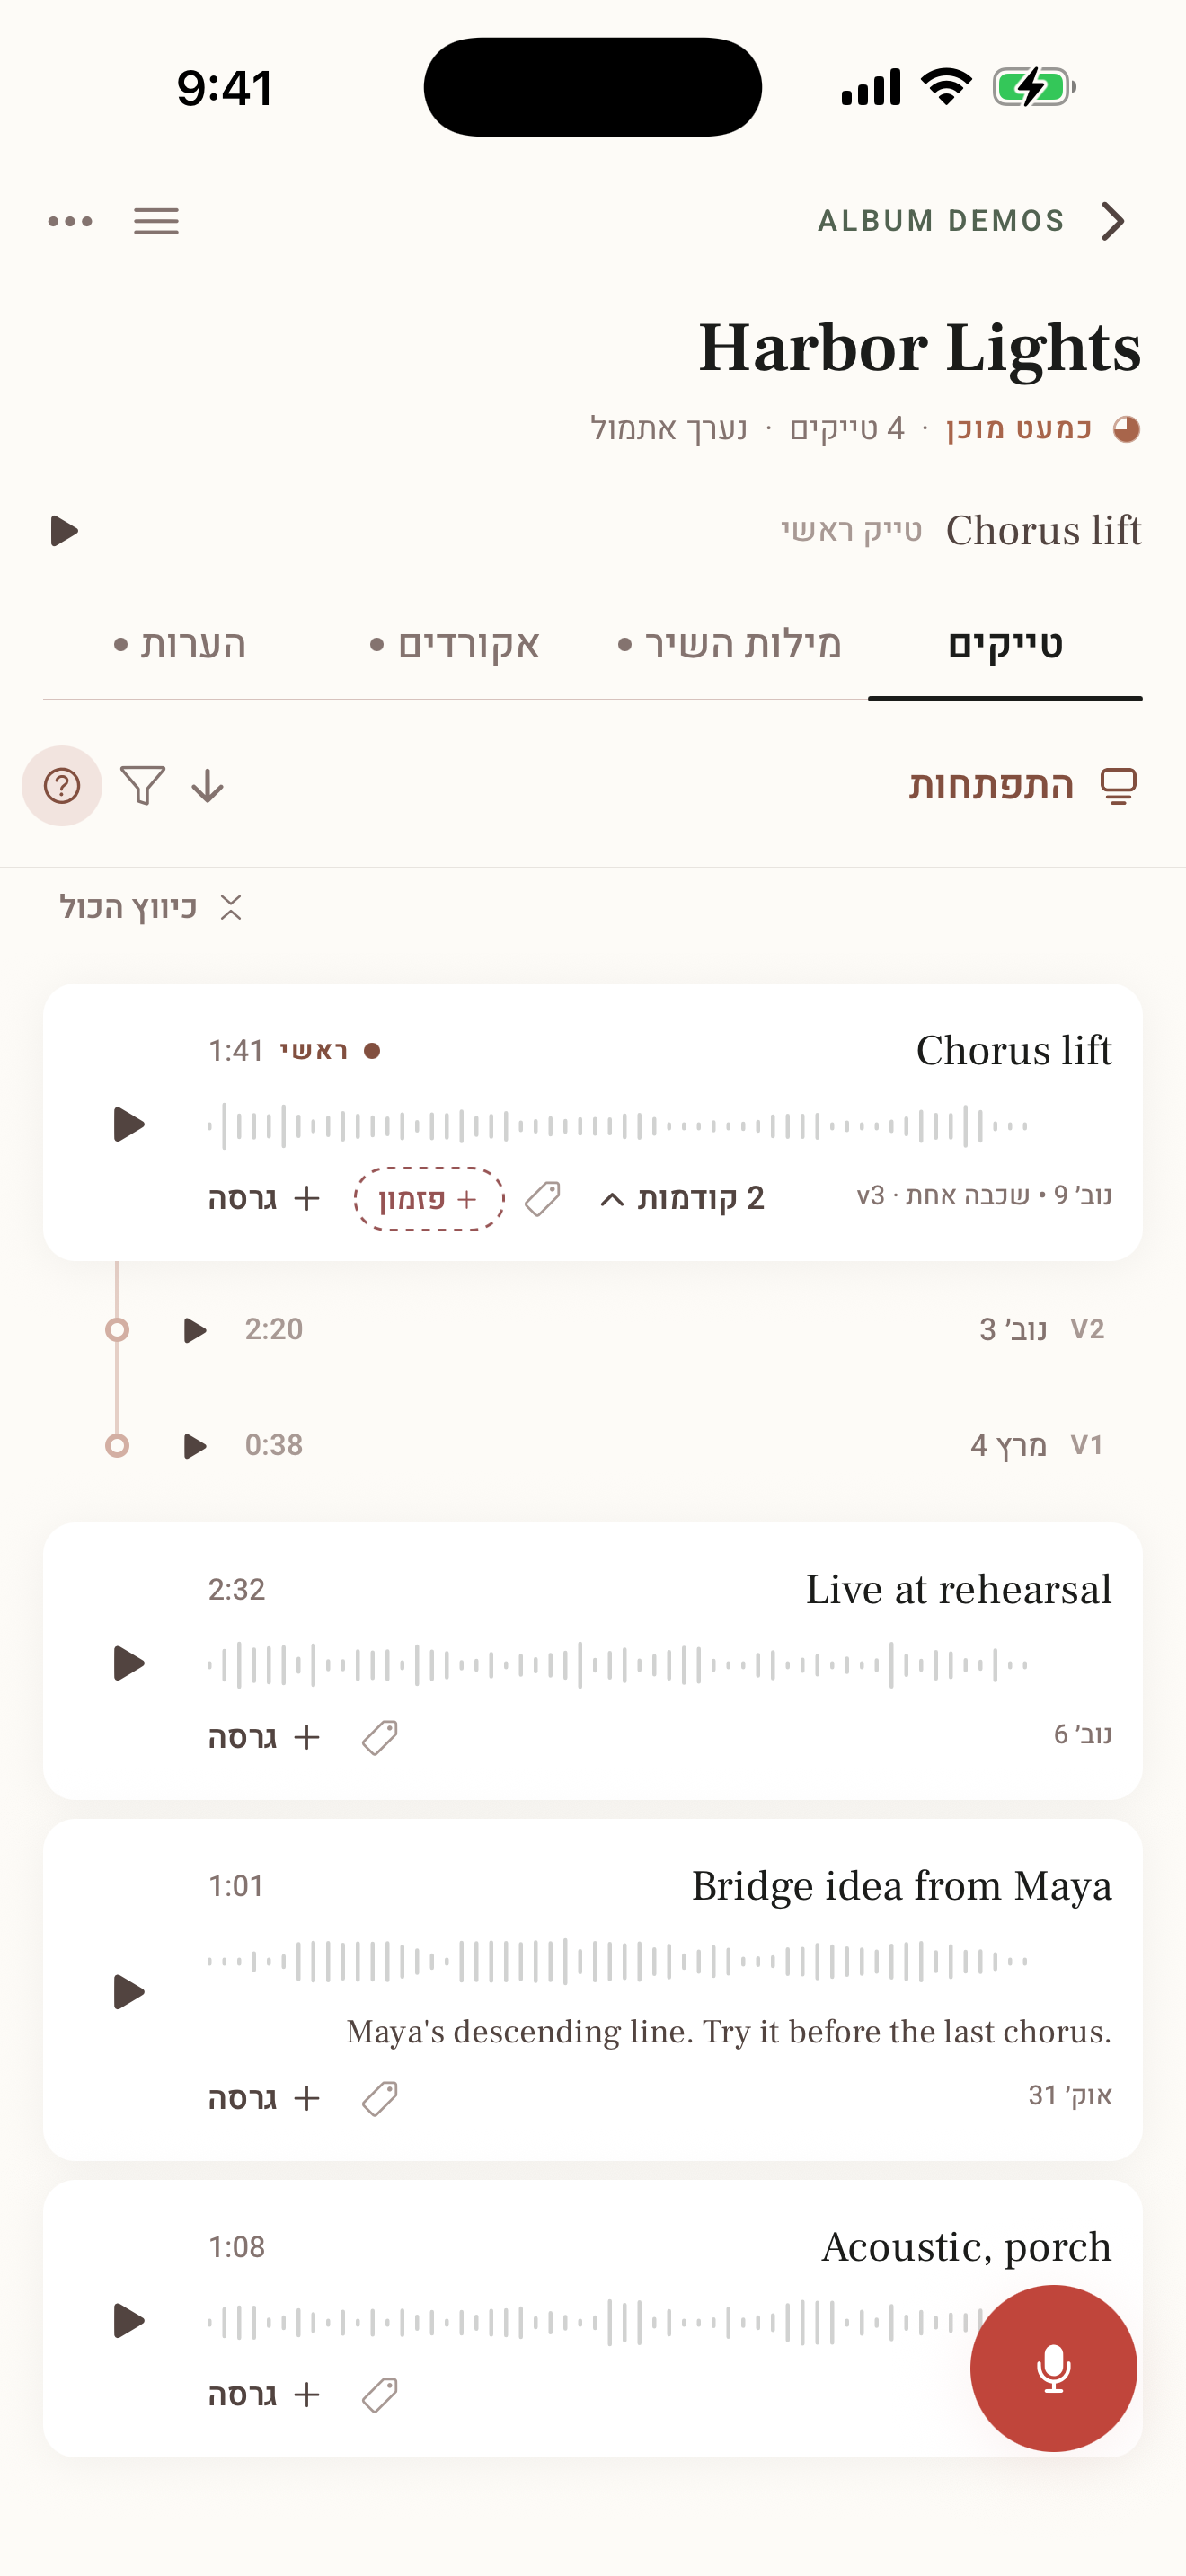 9:41
ALBUM DEMOS
Harbor Lights
כמעט מוכן · 4 טייקים · נערך אתמול
Chorus lift טייק ראשי
טייקים מילות השיר • אקורדים • הערות •
התפתחות ?
כיווץ הכול
Chorus lift • ראשי 1:41
נוב׳ 9 • שכבה אחת · v3 2 קודמות + פזמון + גרסה
V2 נוב׳ 3 2:20
V1 מרץ 4 0:38
Live at rehearsal 2:32
נוב׳ 6 + גרסה
Bridge idea from Maya 1:01
Maya's descending line. Try it before the last chorus.
אוק׳ 31 + גרסה
Acoustic, porch 1:08
+ גרסה